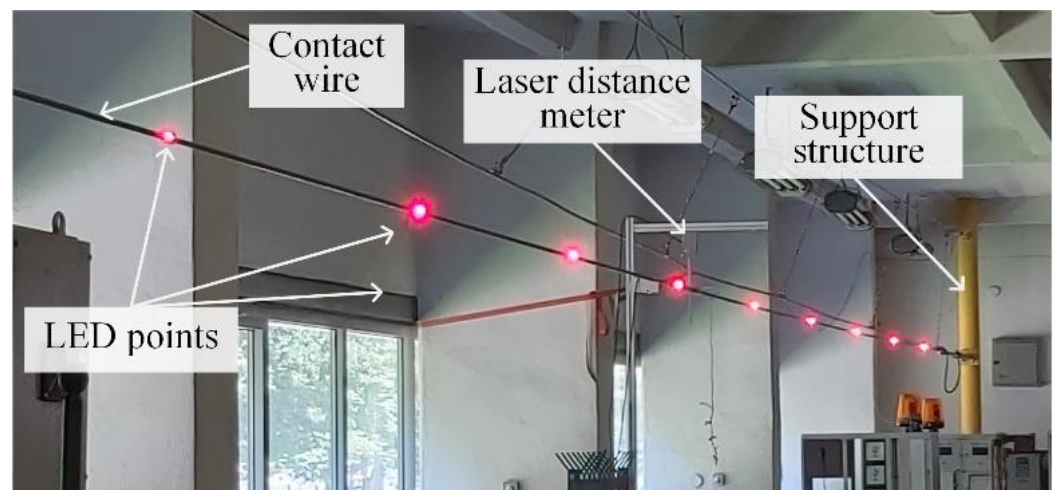 Contact
wire
Laser distance
meter
Support
structure
LED points